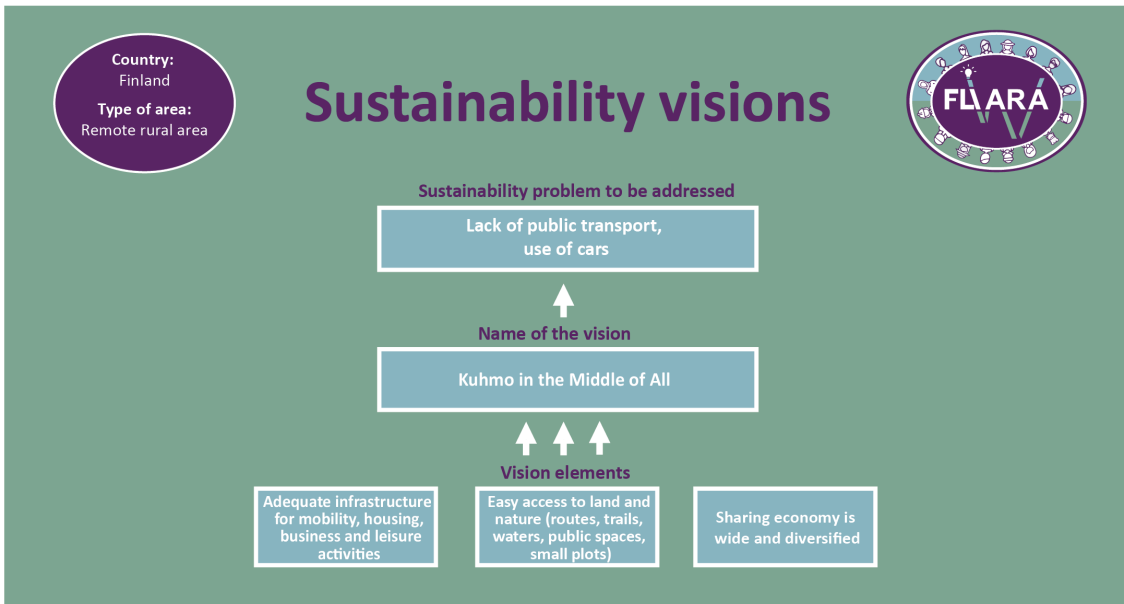 Country:
Finland
Type of area:
Remote rural area
Sustainability visions
FLIARA
Sustainability problem to be addressed
Lack of public transport,
use of cars
Name of the vision
Kuhmo in the Middle of All
Vision elements
Adequate infrastructure
for mobility, housing,
business and leisure
activities
Easy access to land and
nature (routes, trails,
waters, public spaces,
small plots)
Sharing economy is
wide and diversified